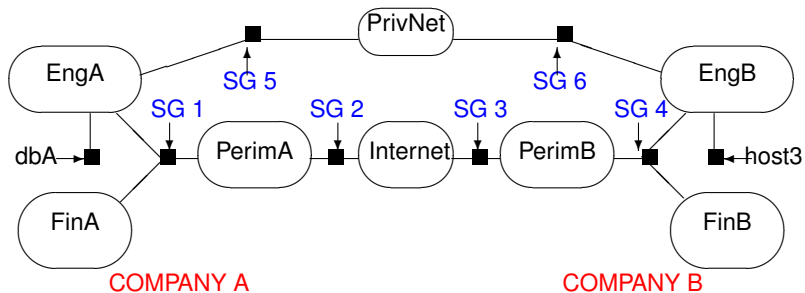 PrivNet
EngA
EngB
SG 5
SG 6
SG 1
SG 2
SG 3
SG 4
dbA
PerimA
Internet
PerimB
host3
FinA
FinB
COMPANY A
COMPANY B